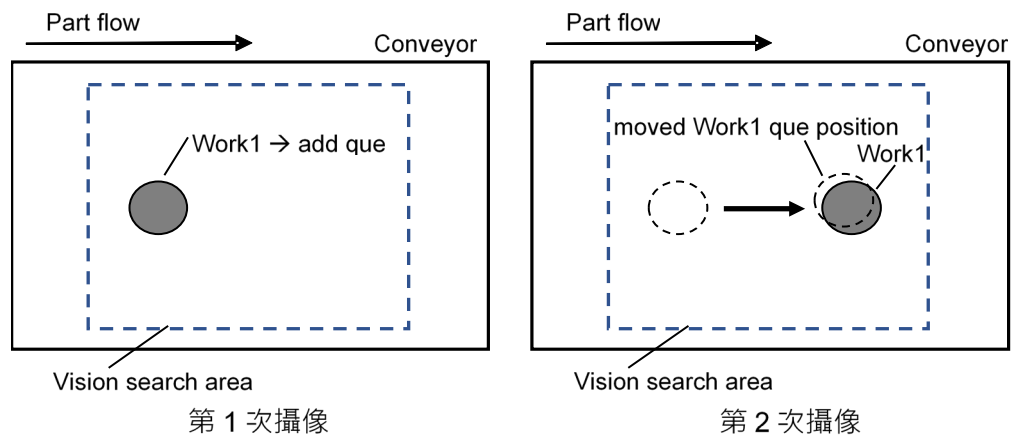 Part flow
Conveyor
Work1 → add que
Vision search area
第 1 次攝像
Part flow
Conveyor
moved Work1 que position
Work1
Vision search area
第 2 次攝像